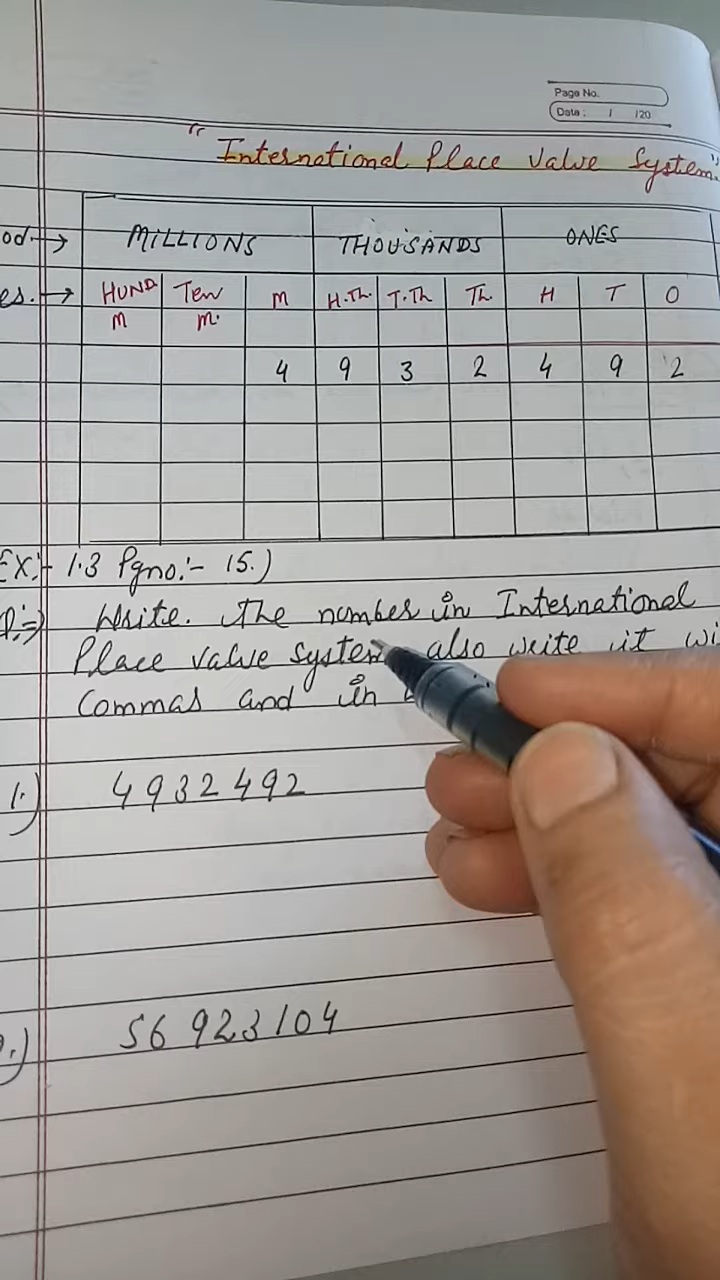 Page No.
Date : / /20
"International Place Value System"
od → MILLIONS THOUSANDS ONES
es. → HUND Ten M H.Th. T.Th Th H T O
M m.
4 9 3 2 4 9 2
EX:- 1.3 Pgno:- 15.)
Q:⇒ Write. The number in International
Place value system also write it wi
Commas and in
1.) 4932492
.) 56923104